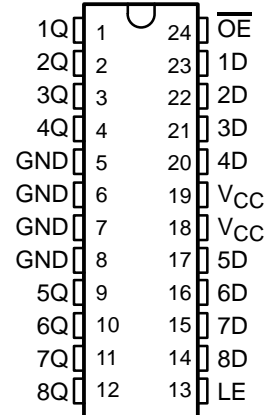 1Q 1 24 OE
2Q 2 23 1D
3Q 3 22 2D
4Q 4 21 3D
GND 5 20 4D
GND 6 19 VCC
GND 7 18 VCC
GND 8 17 5D
5Q 9 16 6D
6Q 10 15 7D
7Q 11 14 8D
8Q 12 13 LE